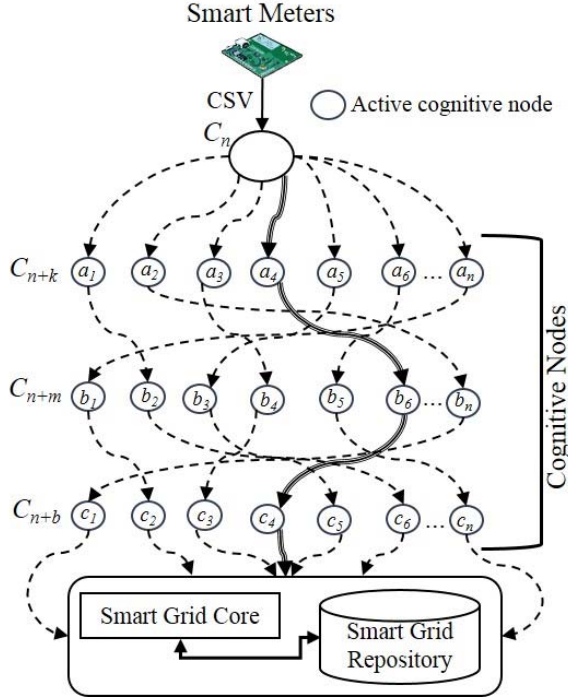 Smart Meters
CSV
Active cognitive node
Cn
Cn+k a1 a2 a3 a4 a5 a6 ... an
Cn+m b1 b2 b3 b4 b5 b6 ... bn
Cognitive Nodes
Cn+b c1 c2 c3 c4 c5 c6 ... cn
Smart Grid Core
Smart Grid
Repository